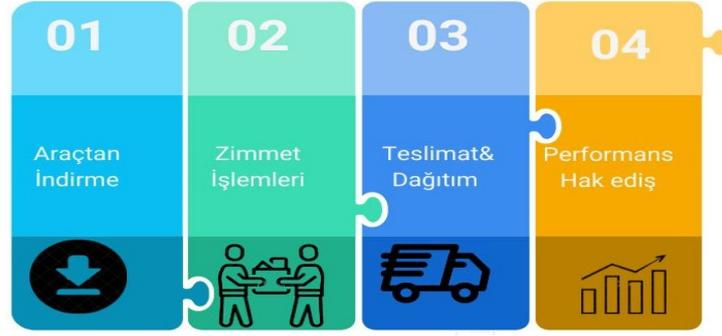 01
Araçtan
İndirme
02
Zimmet
İşlemleri
03
Teslimat&
Dağıtım
04
Performans
Hak ediş